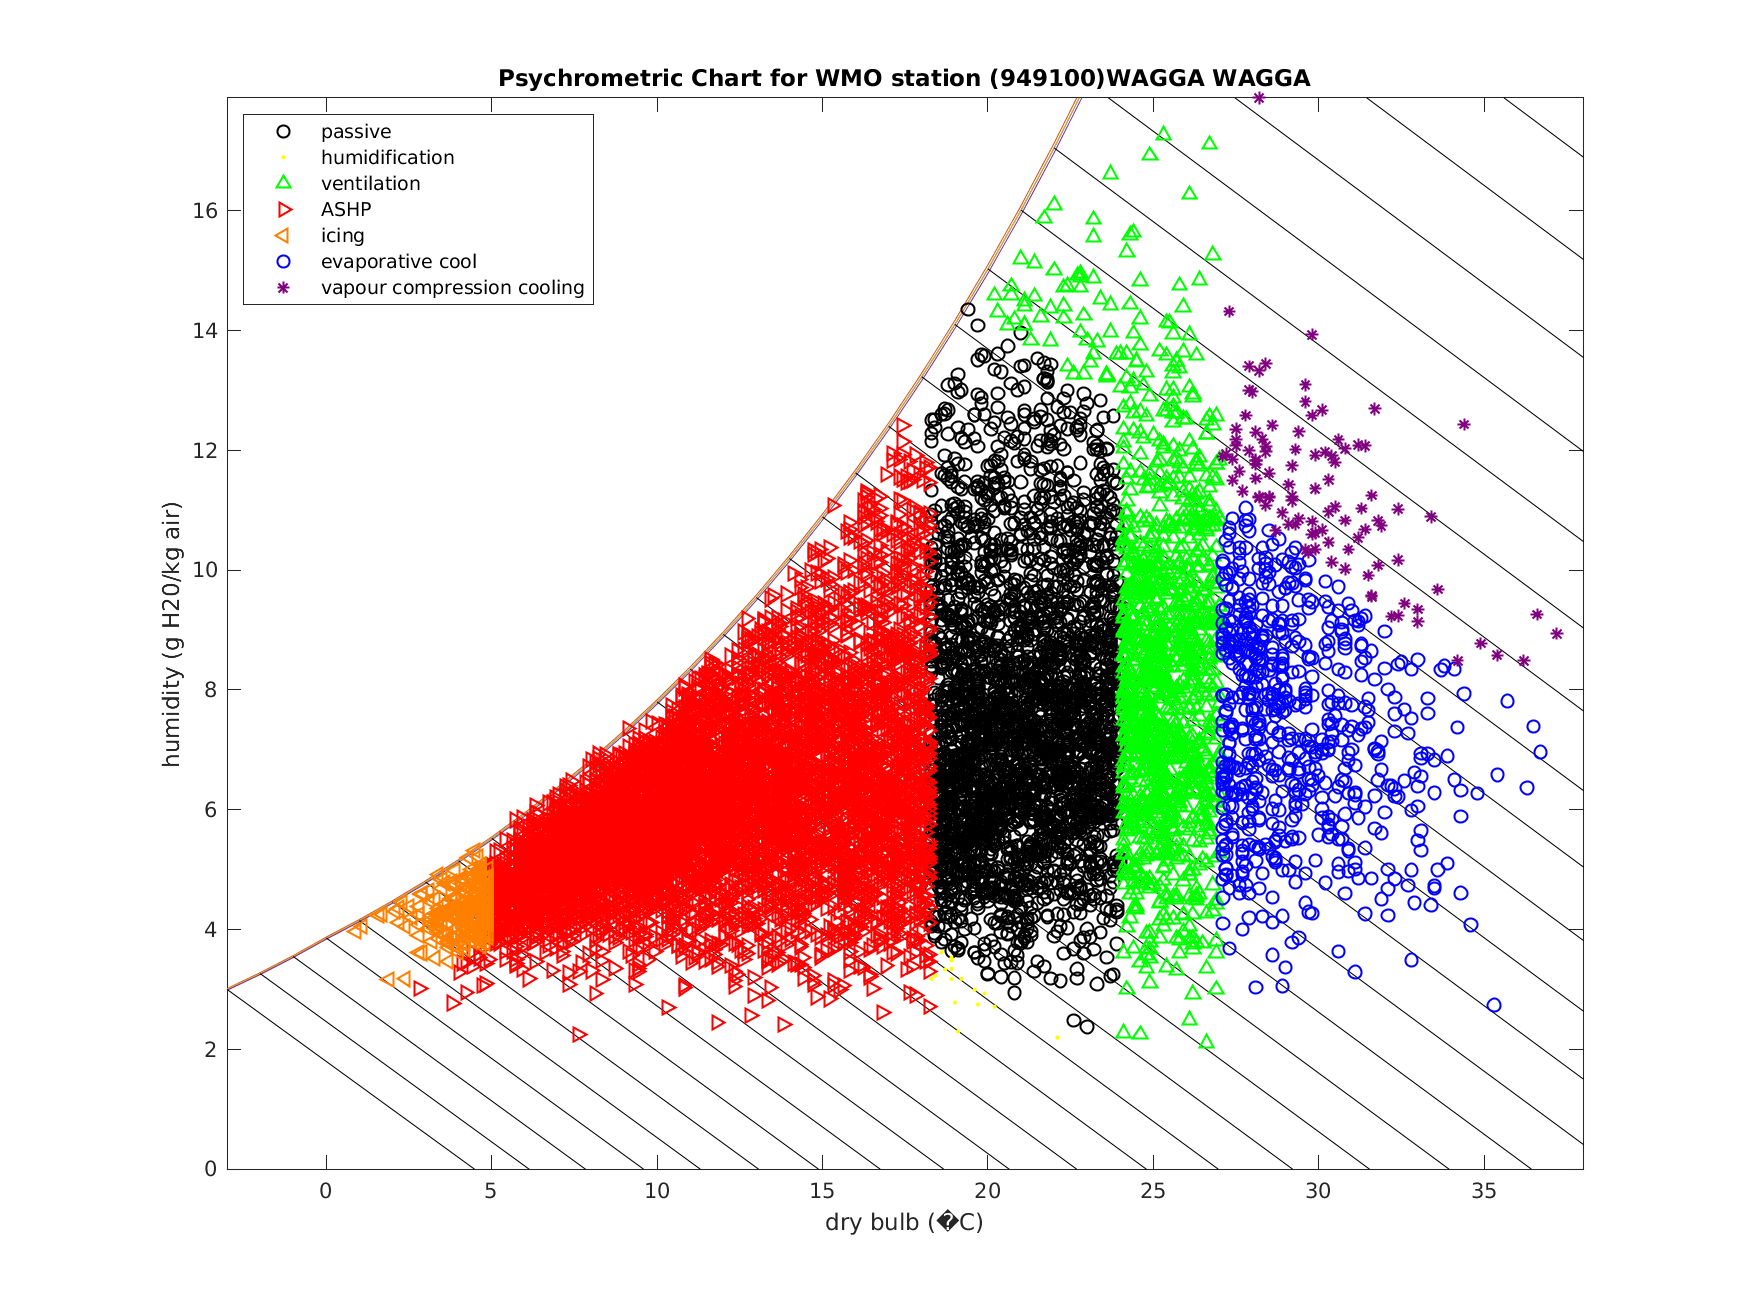 Psychrometric Chart for WMO station (949100)WAGGA WAGGA
passive
humidification
ventilation
ASHP
icing
evaporative cool
vapour compression cooling
humidity (g H20/kg air)
16
14
12
10
8
6
4
2
0
0 5 10 15 20 25 30 35
dry bulb (�C)